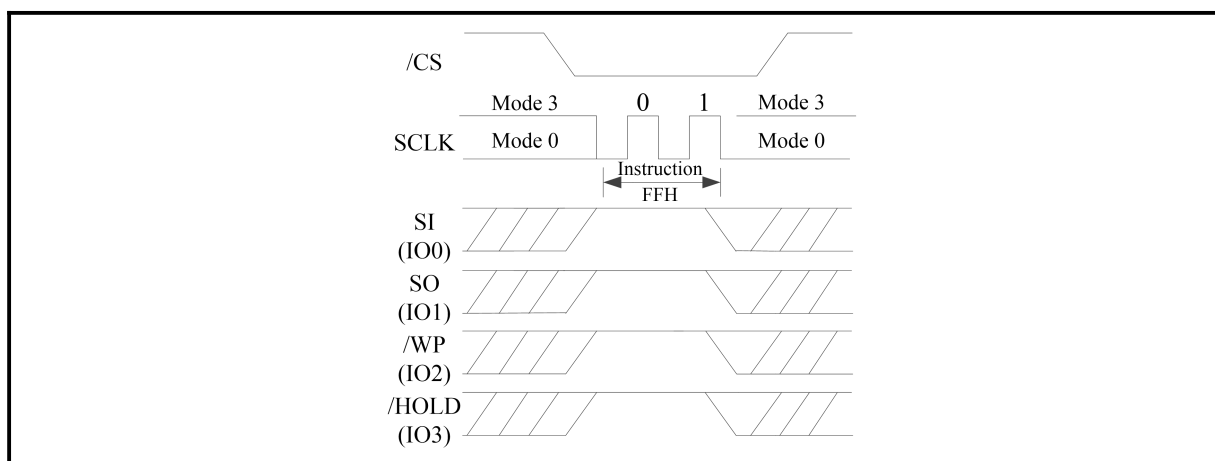 /CS
Mode 3 0 1 Mode 3
SCLK Mode 0 Mode 0
Instruction
FFH
SI
(IO0)
SO
(IO1)
/WP
(IO2)
/HOLD
(IO3)